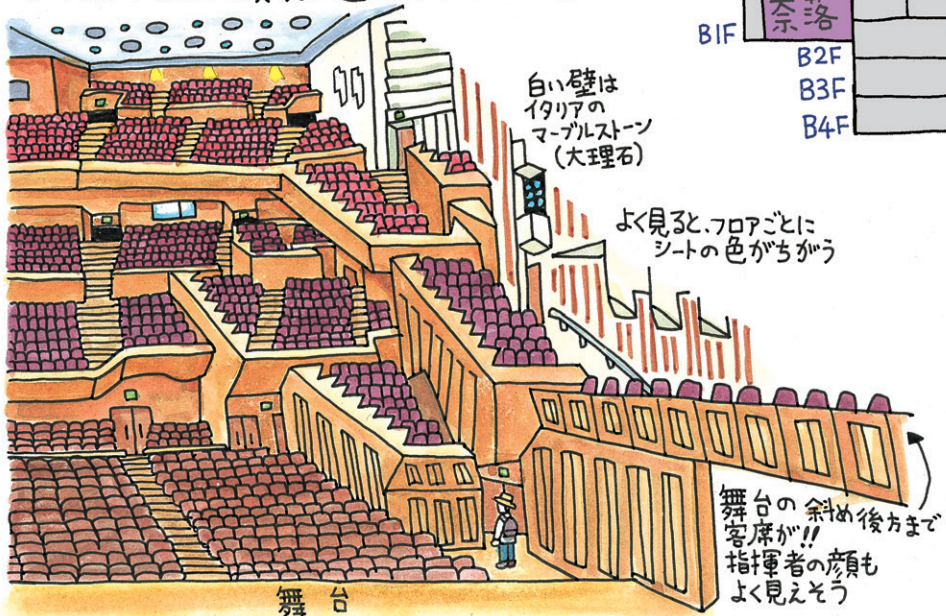 奈落
B1F
B2F
B3F
B4F
白い壁は
イタリアの
マーブルストーン
(大理石)
よく見ると、フロアごとに
シートの色がちがう
舞台の斜め後方まで
客席が!!
指揮者の顔も
よく見えそう
舞台